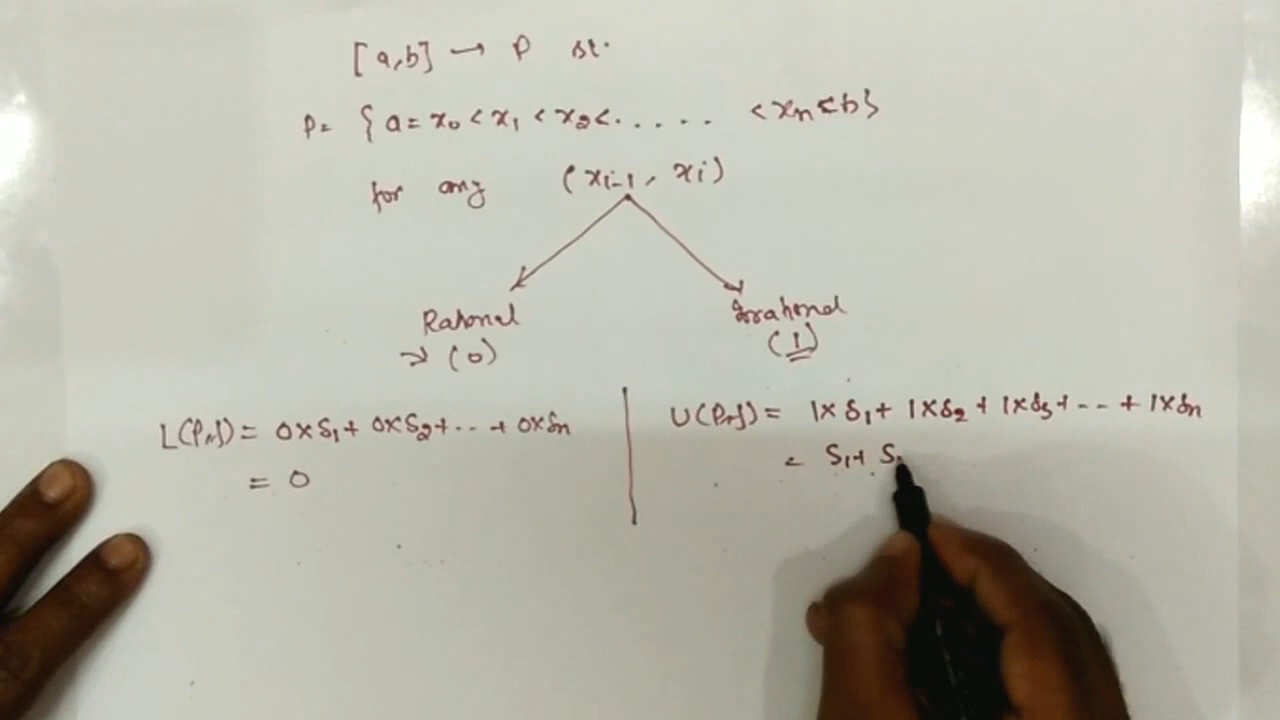 [a,b] → P st.
P= { a = x₀ < x₁ < x₂ < ..... < xₙ < b }
for any (xᵢ₋₁, xᵢ)
Rational
→ (0)
Irrational
(1)
L(P,f) = 0×δ₁ + 0×δ₂ + .. + 0×δₙ
= 0
U(P,f) = 1×δ₁ + 1×δ₂ + 1×δ₃ + -- + 1×δₙ
= δ₁ + δ